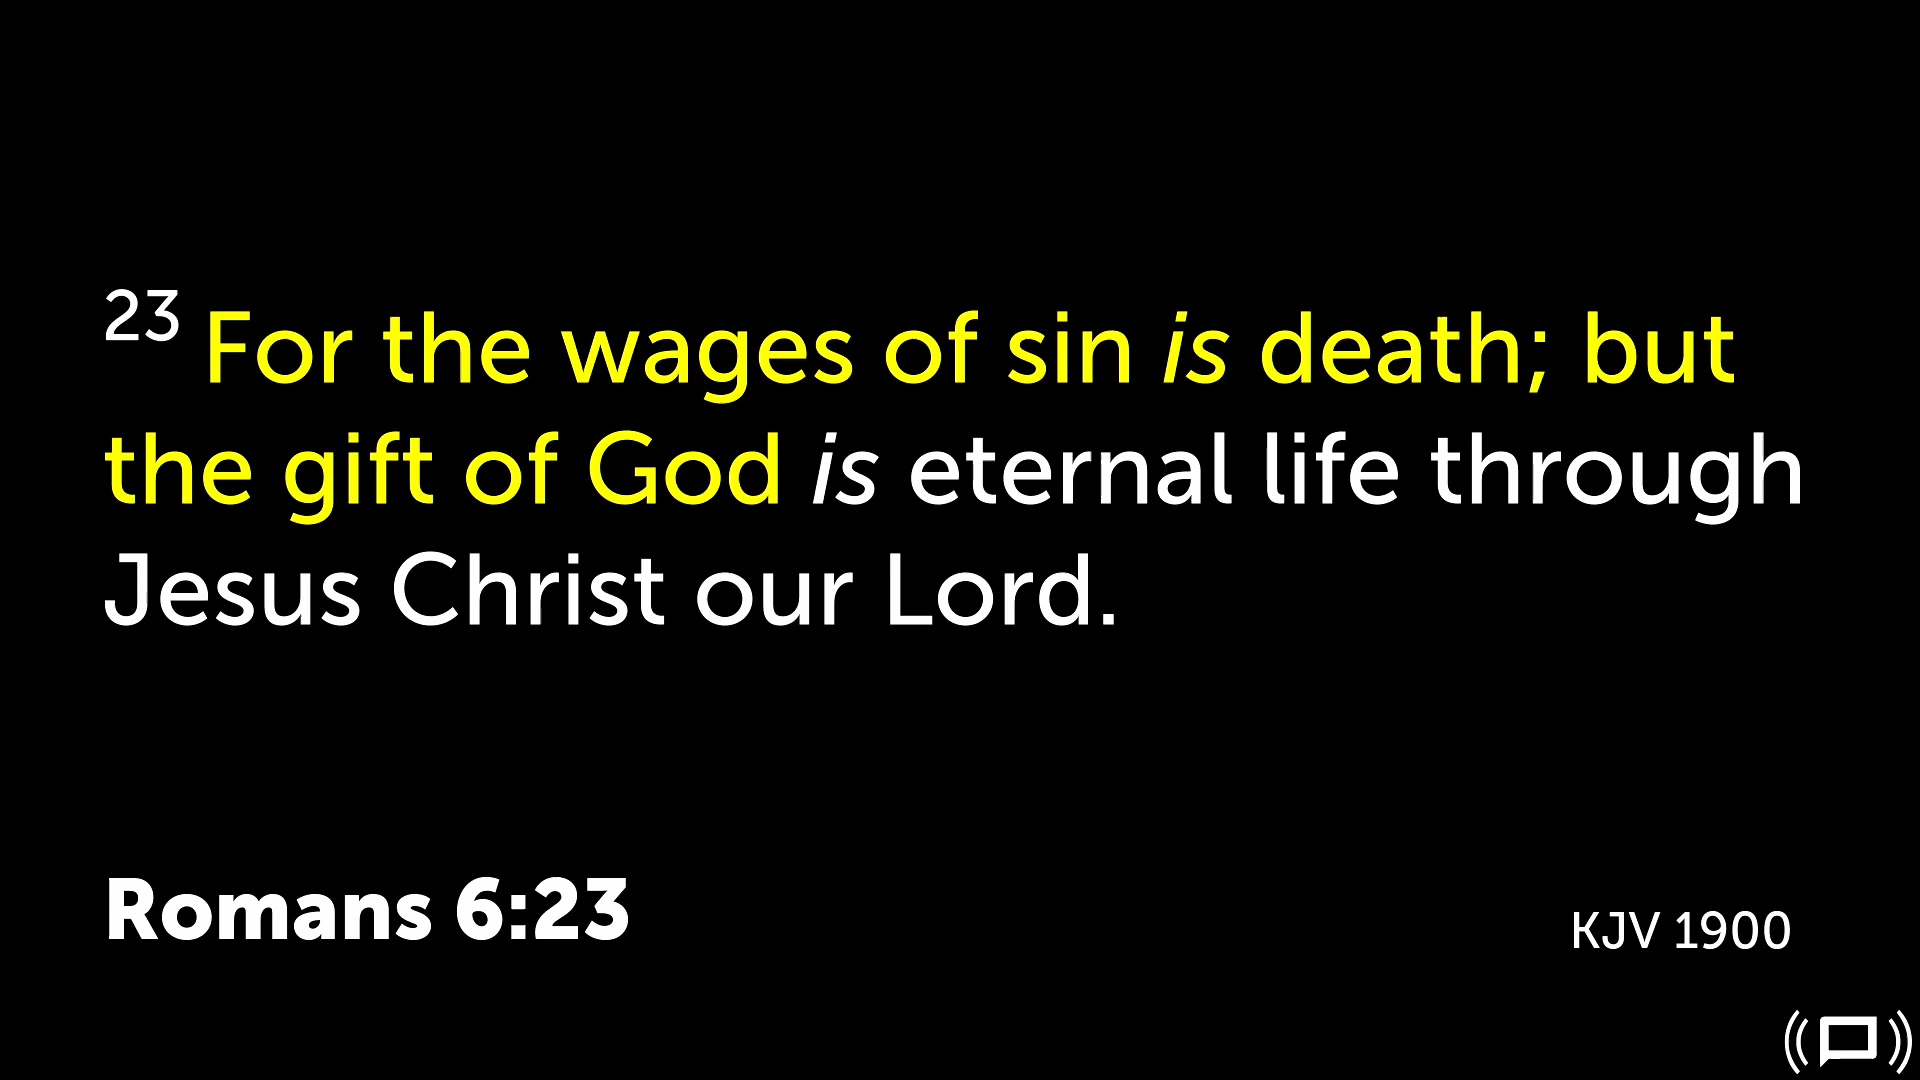 23 For the wages of sin is death; but
the gift of God is eternal life through
Jesus Christ our Lord.
Romans 6:23
KJV 1900